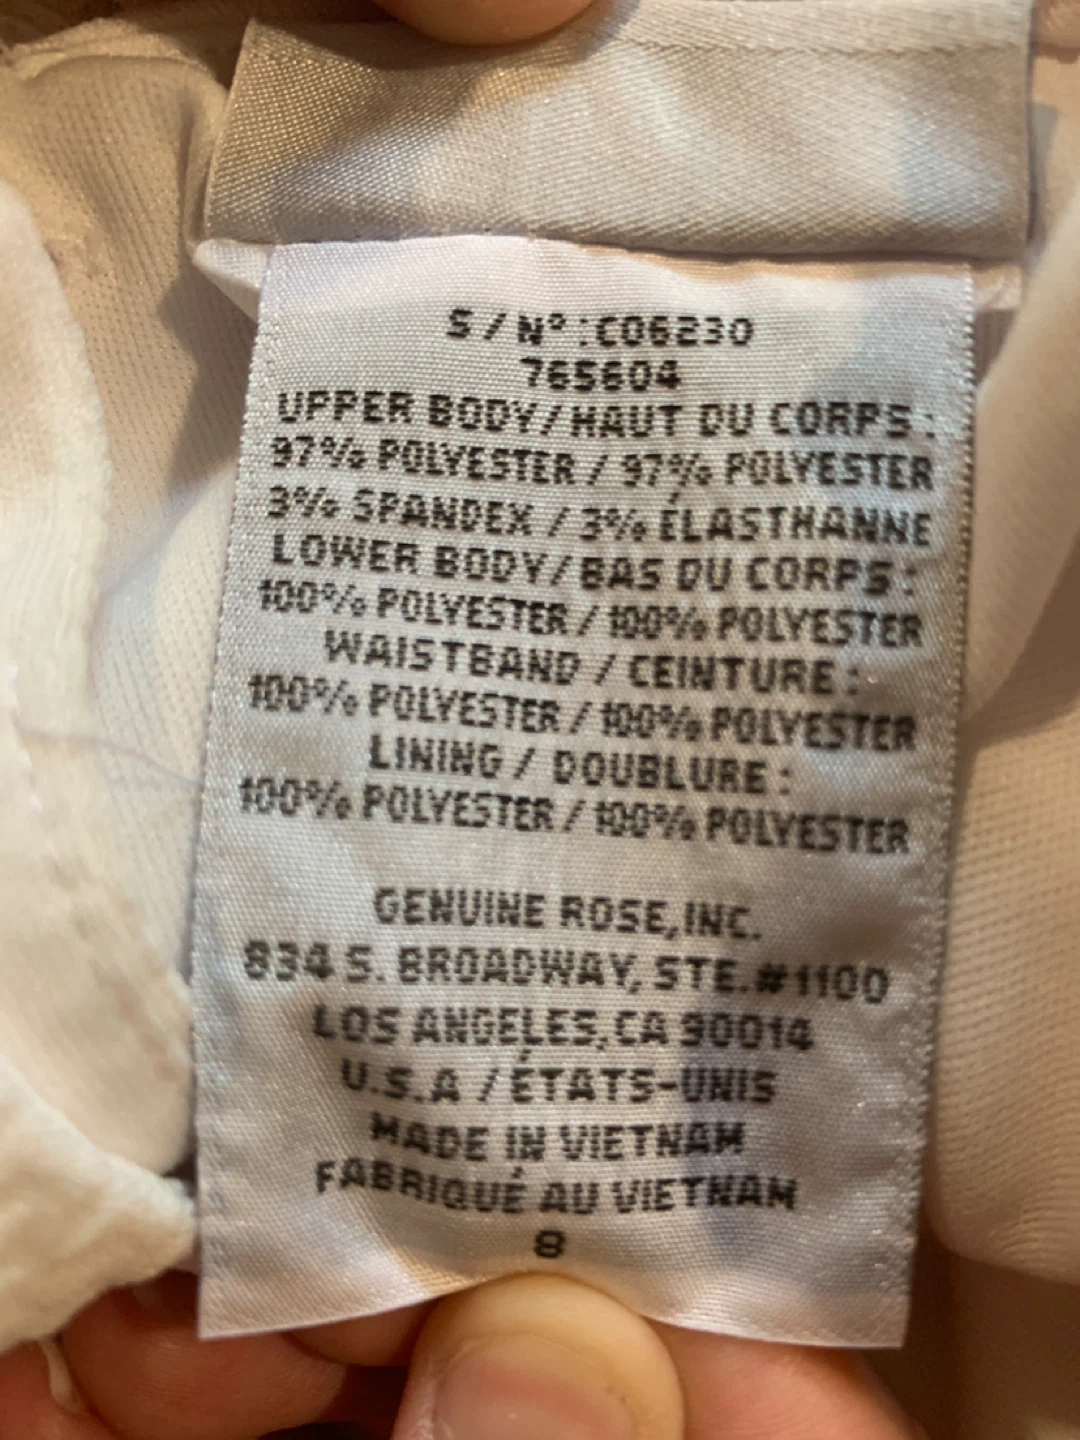 S / Nº :C06230
765604
UPPER BODY/HAUT DU CORPS :
97% POLYESTER / 97% POLYESTER
3% SPANDEX / 3% ÉLASTHANNE
LOWER BODY/BAS DU CORPS :
100% POLYESTER / 100% POLYESTER
WAISTBAND / CEINTURE :
100% POLYESTER / 100% POLYESTER
LINING / DOUBLURE :
100% POLYESTER / 100% POLYESTER
GENUINE ROSE,INC.
834 S. BROADWAY, STE.#1100
LOS ANGELES,CA 90014
U.S.A / ÉTATS-UNIS
MADE IN VIETNAM
FABRIQUÉ AU VIETNAM
8